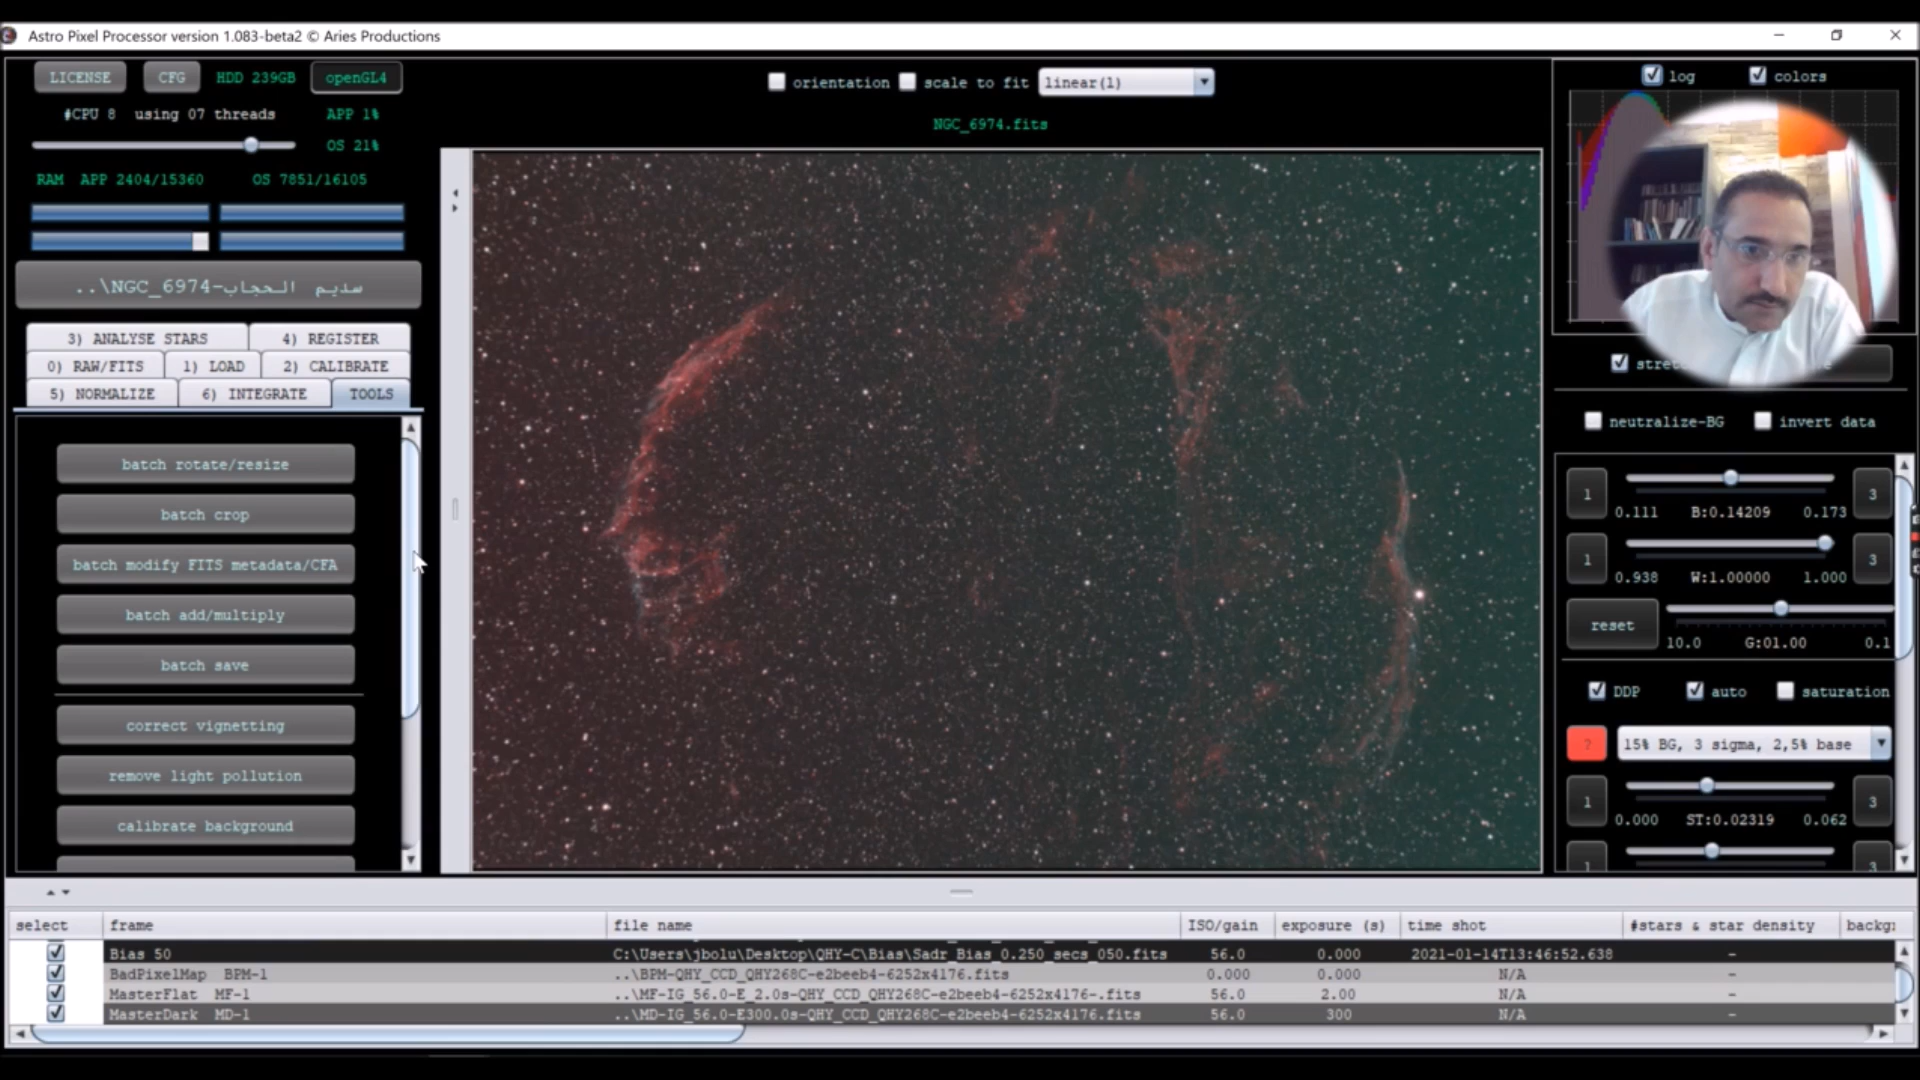 Astro Pixel Processor version 1.083-beta2 © Aries Productions
LICENSE CFG HDD 239GB openGL4
#CPU 8 using 07 threads APP 1%
OS 21%
RAM APP 2404/15360 OS 7851/16105
..\NGC_6974-سديم الحجاب
3) ANALYSE STARS 4) REGISTER
0) RAW/FITS 1) LOAD 2) CALIBRATE
5) NORMALIZE 6) INTEGRATE TOOLS
batch rotate/resize
batch crop
batch modify FITS metadata/CFA
batch add/multiply
batch save
correct vignetting
remove light pollution
calibrate background
orientation scale to fit linear(1)
NGC_6974.fits
log colors
neutralize-BG invert data
1 3
0.111 B:0.14209 0.173
1 3
0.938 W:1.00000 1.000
reset
10.0 G:01.00 0.1
DDP auto saturation
? 15% BG, 3 sigma, 2,5% base
1 3
0.000 ST:0.02319 0.062
1 3
select frame file name ISO/gain exposure (s) time shot #stars & star density backgr
Bias 50 C:\Users\jbolu\Desktop\QHY-C\Bias\Sadr_Bias_0.250_secs_050.fits 56.0 0.000 2021-01-14T13:46:52.638 -
BadPixelMap BPM-1 ..\BPM-QHY_CCD_QHY268C-e2beeb4-6252x4176.fits 0.000 0.000 N/A -
MasterFlat MF-1 ..\MF-IG_56.0-E_2.0s-QHY_CCD_QHY268C-e2beeb4-6252x4176-.fits 56.0 2.00 N/A -
MasterDark MD-1 ..\MD-IG_56.0-E300.0s-QHY_CCD_QHY268C-e2beeb4-6252x4176.fits 56.0 300 N/A -